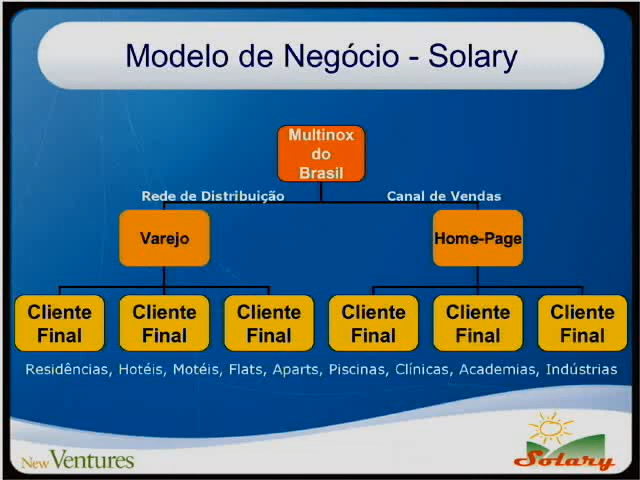 Modelo de Negócio - Solary
Multinox
do
Brasil
Rede de Distribuição
Canal de Vendas
Varejo
Home-Page
Cliente
Final
Cliente
Final
Cliente
Final
Cliente
Final
Cliente
Final
Cliente
Final
Residências, Hotéis, Motéis, Flats, Aparts, Piscinas, Clínicas, Academias, Indústrias
New Ventures
Solary